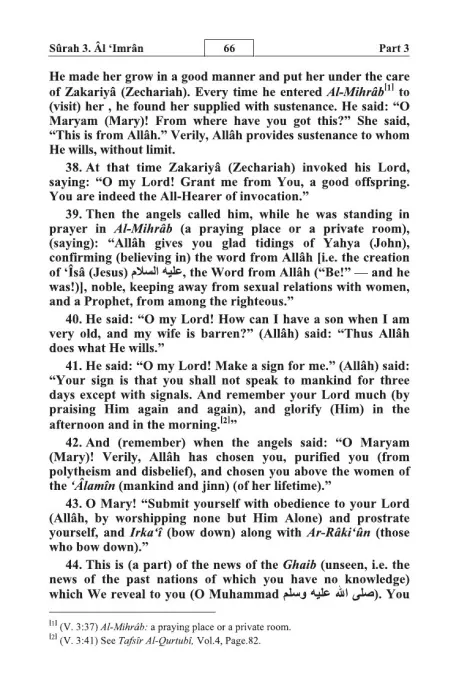 Sûrah 3. Âl ‘Imrân 66 Part 3
He made her grow in a good manner and put her under the care
of Zakariyâ (Zechariah). Every time he entered Al-Mihrâb[1] to
(visit) her , he found her supplied with sustenance. He said: “O
Maryam (Mary)! From where have you got this?” She said,
“This is from Allâh.” Verily, Allâh provides sustenance to whom
He wills, without limit.
38. At that time Zakariyâ (Zechariah) invoked his Lord,
saying: “O my Lord! Grant me from You, a good offspring.
You are indeed the All-Hearer of invocation.”
39. Then the angels called him, while he was standing in
prayer in Al-Mihrâb (a praying place or a private room),
(saying): “Allâh gives you glad tidings of Yahya (John),
confirming (believing in) the word from Allâh [i.e. the creation
of ‘Îsâ (Jesus) عليه السلام, the Word from Allâh (“Be!” — and he
was!)], noble, keeping away from sexual relations with women,
and a Prophet, from among the righteous.”
40. He said: “O my Lord! How can I have a son when I am
very old, and my wife is barren?” (Allâh) said: “Thus Allâh
does what He wills.”
41. He said: “O my Lord! Make a sign for me.” (Allâh) said:
“Your sign is that you shall not speak to mankind for three
days except with signals. And remember your Lord much (by
praising Him again and again), and glorify (Him) in the
afternoon and in the morning.[2]”
42. And (remember) when the angels said: “O Maryam
(Mary)! Verily, Allâh has chosen you, purified you (from
polytheism and disbelief), and chosen you above the women of
the ‘Âlamîn (mankind and jinn) (of her lifetime).”
43. O Mary! “Submit yourself with obedience to your Lord
(Allâh, by worshipping none but Him Alone) and prostrate
yourself, and Irka‘î (bow down) along with Ar-Râki‘ûn (those
who bow down).”
44. This is (a part) of the news of the Ghaib (unseen, i.e. the
news of the past nations of which you have no knowledge)
which We reveal to you (O Muhammad صلى الله عليه وسلم). You
[1] (V. 3:37) Al-Mihrâb: a praying place or a private room.
[2] (V. 3:41) See Tafsîr Al-Qurtubî, Vol.4, Page.82.